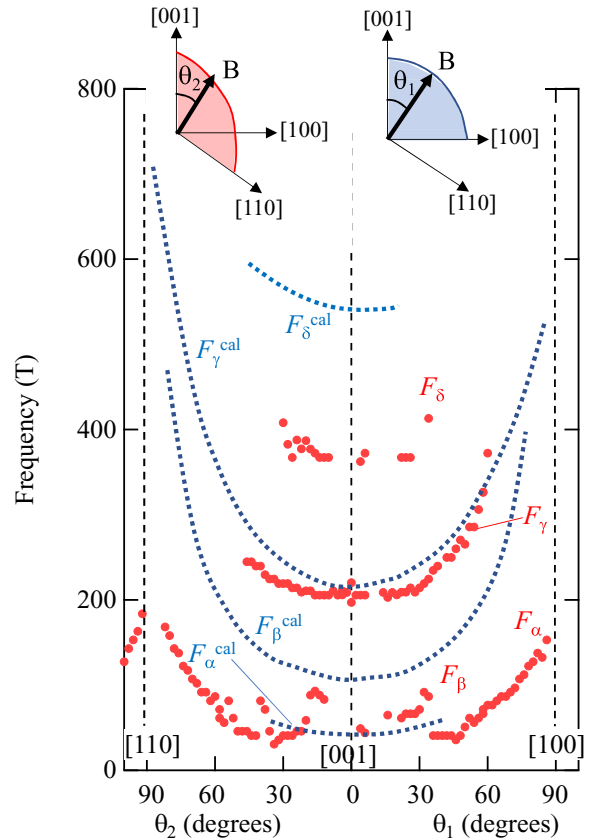 [001]
[001]
B
θ2
B
θ1
[100]
[100]
[110]
[110]
800
600
400
200
0
Frequency (T)
Fδcal
Fγcal
Fδ
Fγ
Fβcal
Fαcal
Fβ
Fα
[110]
[001]
[100]
90
60
30
0
30
60
90
θ2 (degrees)
θ1 (degrees)